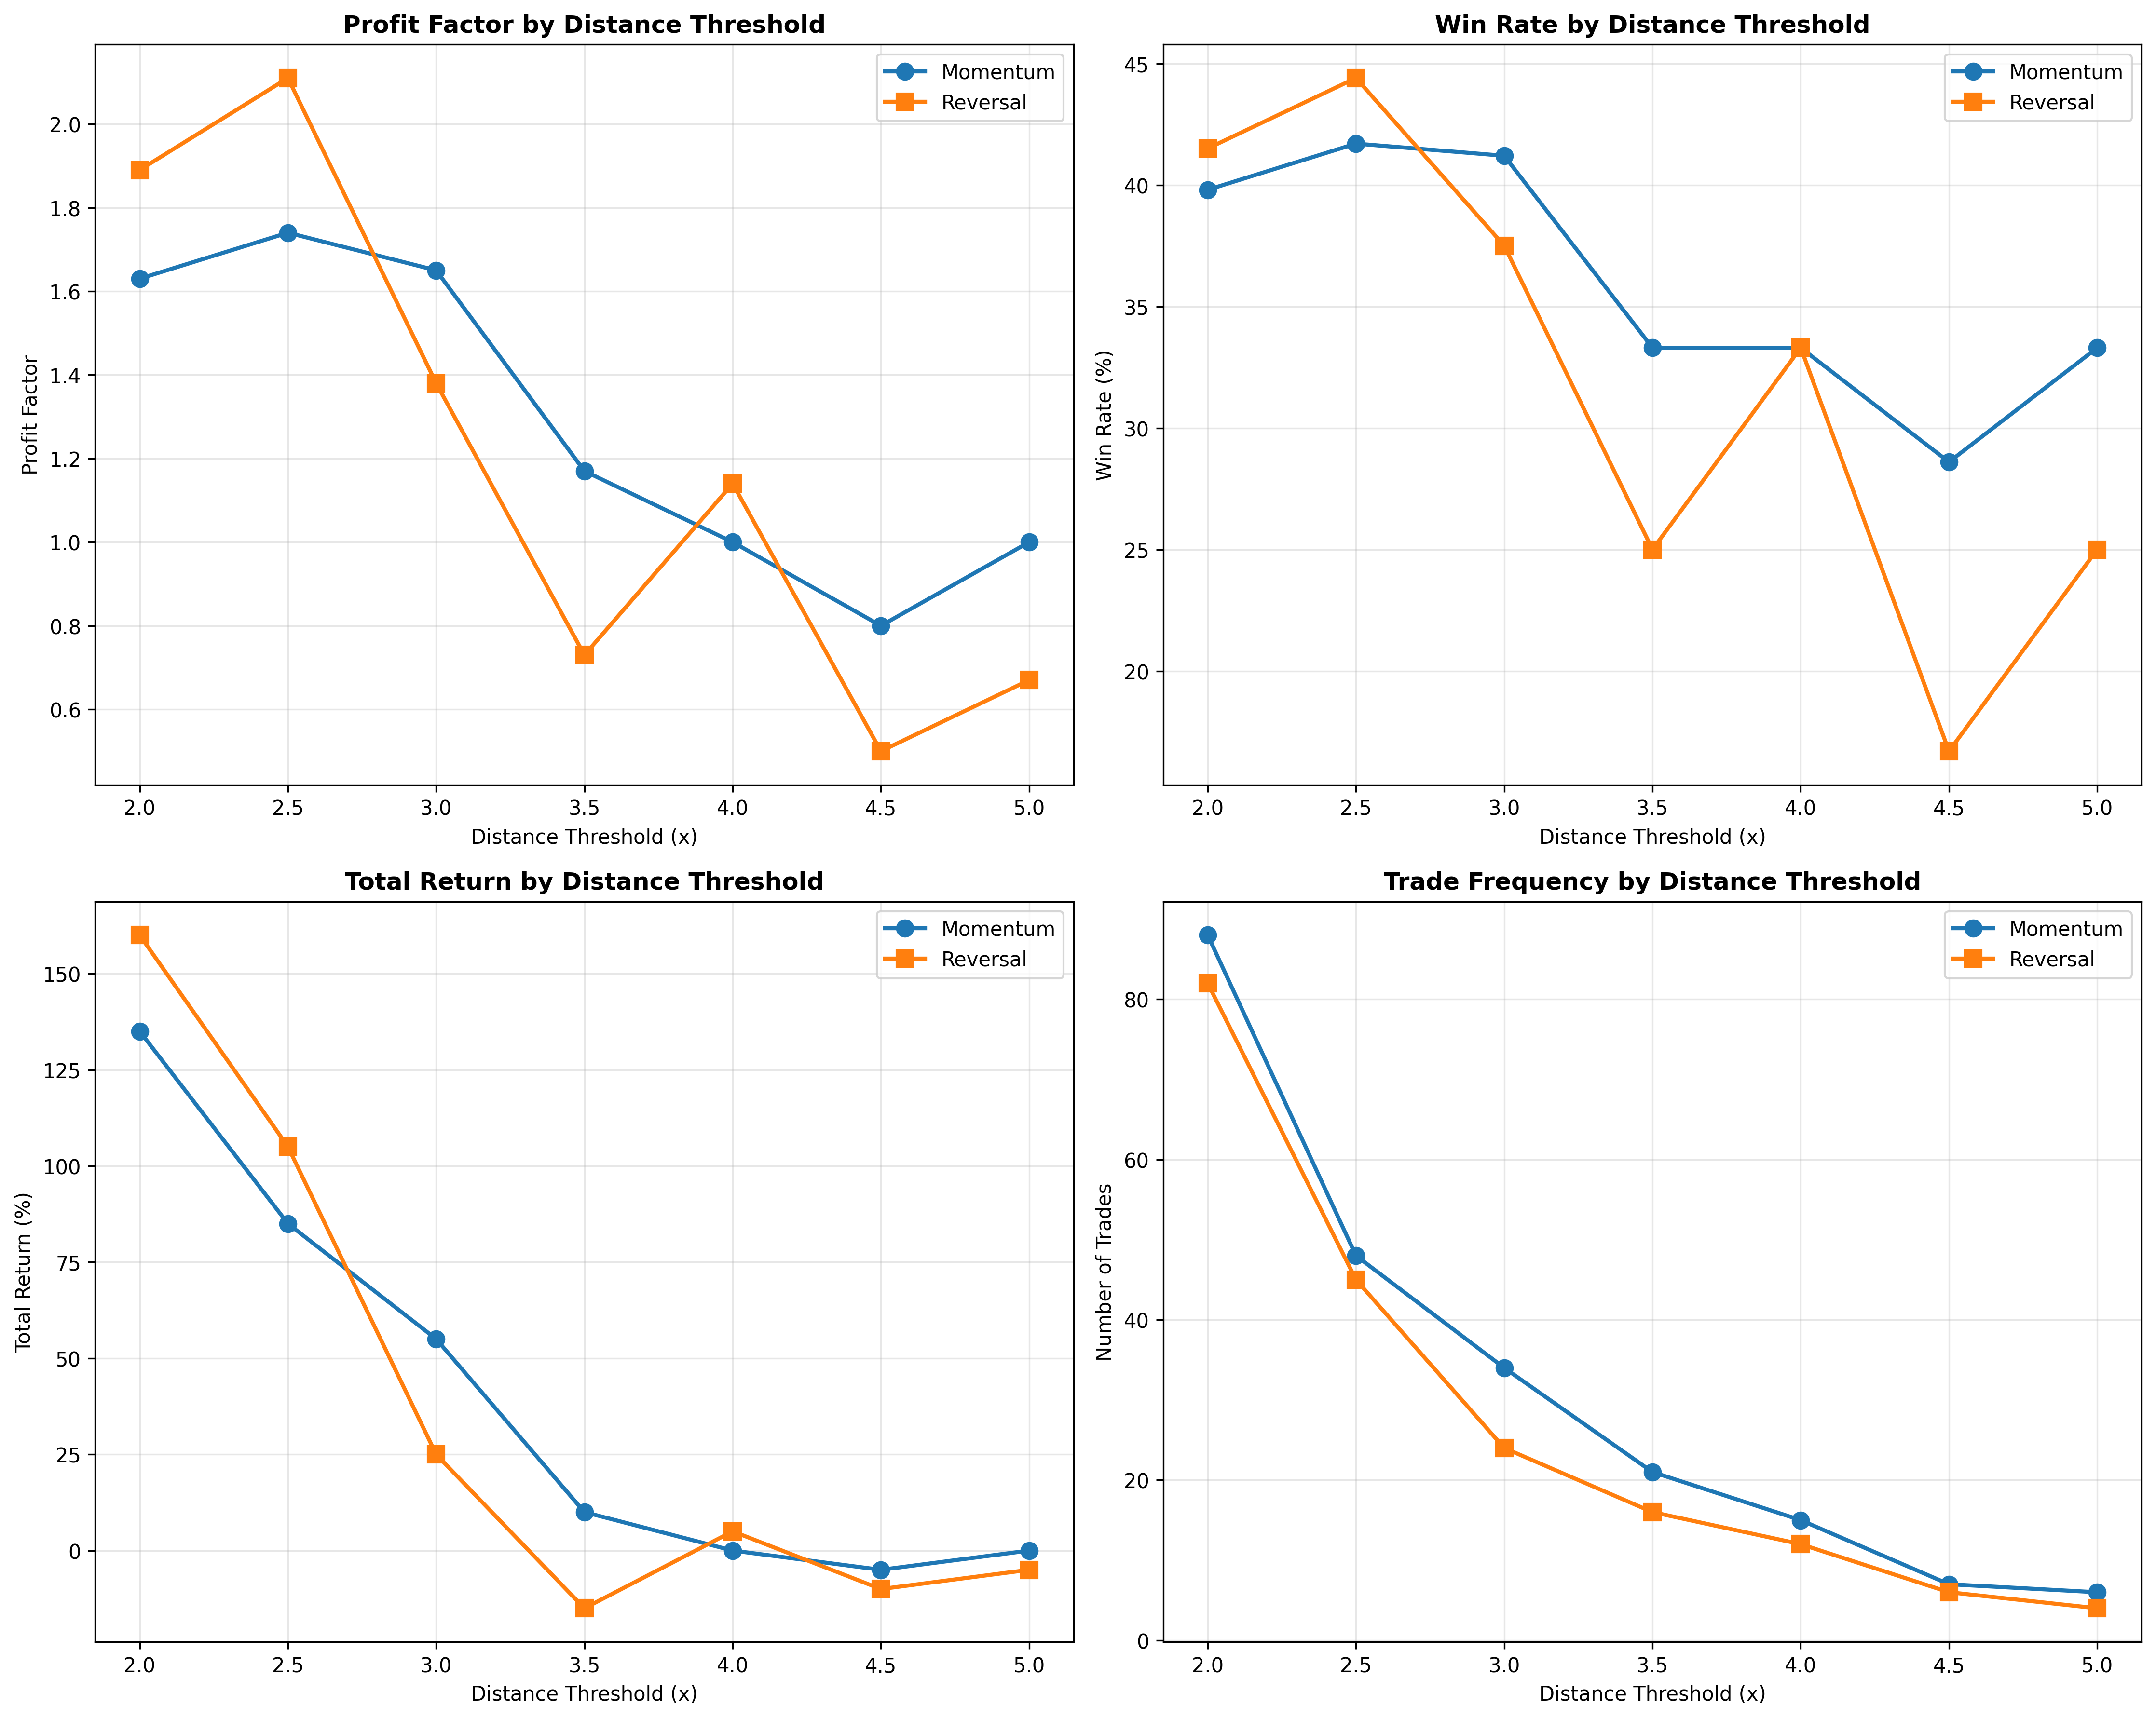 Profit Factor by Distance Threshold
Momentum
Reversal
Profit Factor
2.0
1.8
1.6
1.4
1.2
1.0
0.8
0.6
2.0 2.5 3.0 3.5 4.0 4.5 5.0
Distance Threshold (x)
Win Rate by Distance Threshold
Momentum
Reversal
Win Rate (%)
45
40
35
30
25
20
2.0 2.5 3.0 3.5 4.0 4.5 5.0
Distance Threshold (x)
Total Return by Distance Threshold
Momentum
Reversal
Total Return (%)
150
125
100
75
50
25
0
2.0 2.5 3.0 3.5 4.0 4.5 5.0
Distance Threshold (x)
Trade Frequency by Distance Threshold
Momentum
Reversal
Number of Trades
80
60
40
20
0
2.0 2.5 3.0 3.5 4.0 4.5 5.0
Distance Threshold (x)